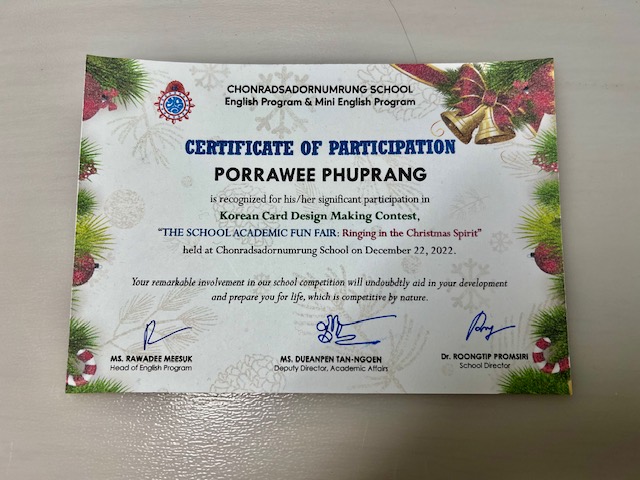 CHONRADSADORNUMRUNG SCHOOL
English Program & Mini English Program
CERTIFICATE OF PARTICIPATION
PORRAWEE PHUPRANG
is recognized for his/her significant participation in
Korean Card Design Making Contest,
“THE SCHOOL ACADEMIC FUN FAIR: Ringing in the Christmas Spirit”
held at Chonradsadornumrung School on December 22, 2022.
Your remarkable involvement in our school competition will undoubdtly aid in your development
and prepare you for life, which is competitive by nature.
MS. RAWADEE MEESUK
Head of English Program
MS. DUEANPEN TAN-NGOEN
Deputy Director, Academic Affairs
Dr. ROONGTIP PROMSIRI
School Director